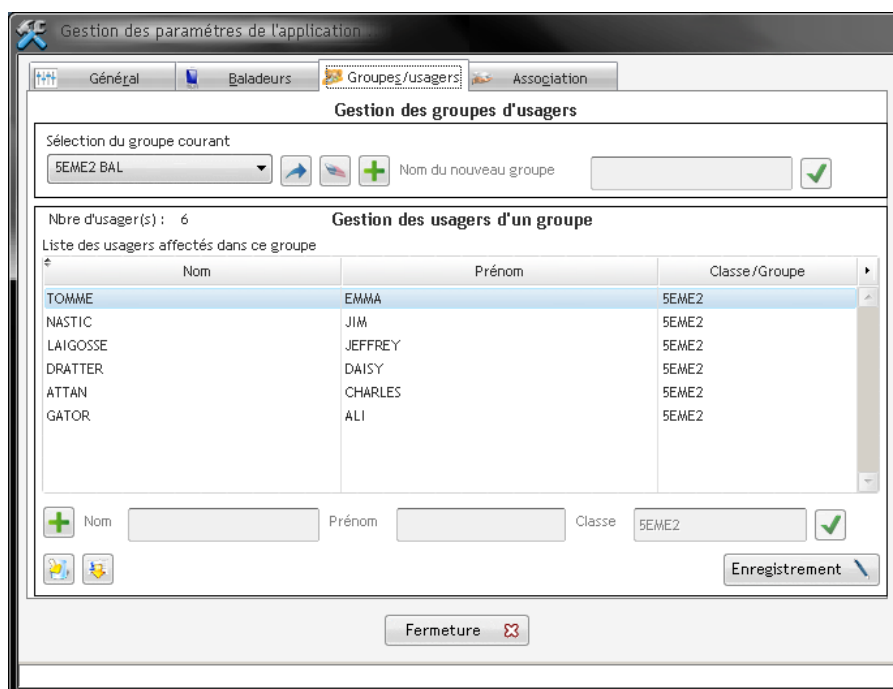 Gestion des paramétres de l'application ...
Général Baladeurs Groupes/usagers Association
Gestion des groupes d'usagers
Sélection du groupe courant
5EME2 BAL Nom du nouveau groupe
Nbre d'usager(s) : 6 Gestion des usagers d'un groupe
Liste des usagers affectés dans ce groupe
Nom Prénom Classe/Groupe
TOMME EMMA 5EME2
NASTIC JIM 5EME2
LAIGOSSE JEFFREY 5EME2
DRATTER DAISY 5EME2
ATTAN CHARLES 5EME2
GATOR ALI 5EME2
Nom Prénom Classe 5EME2
Enregistrement
Fermeture